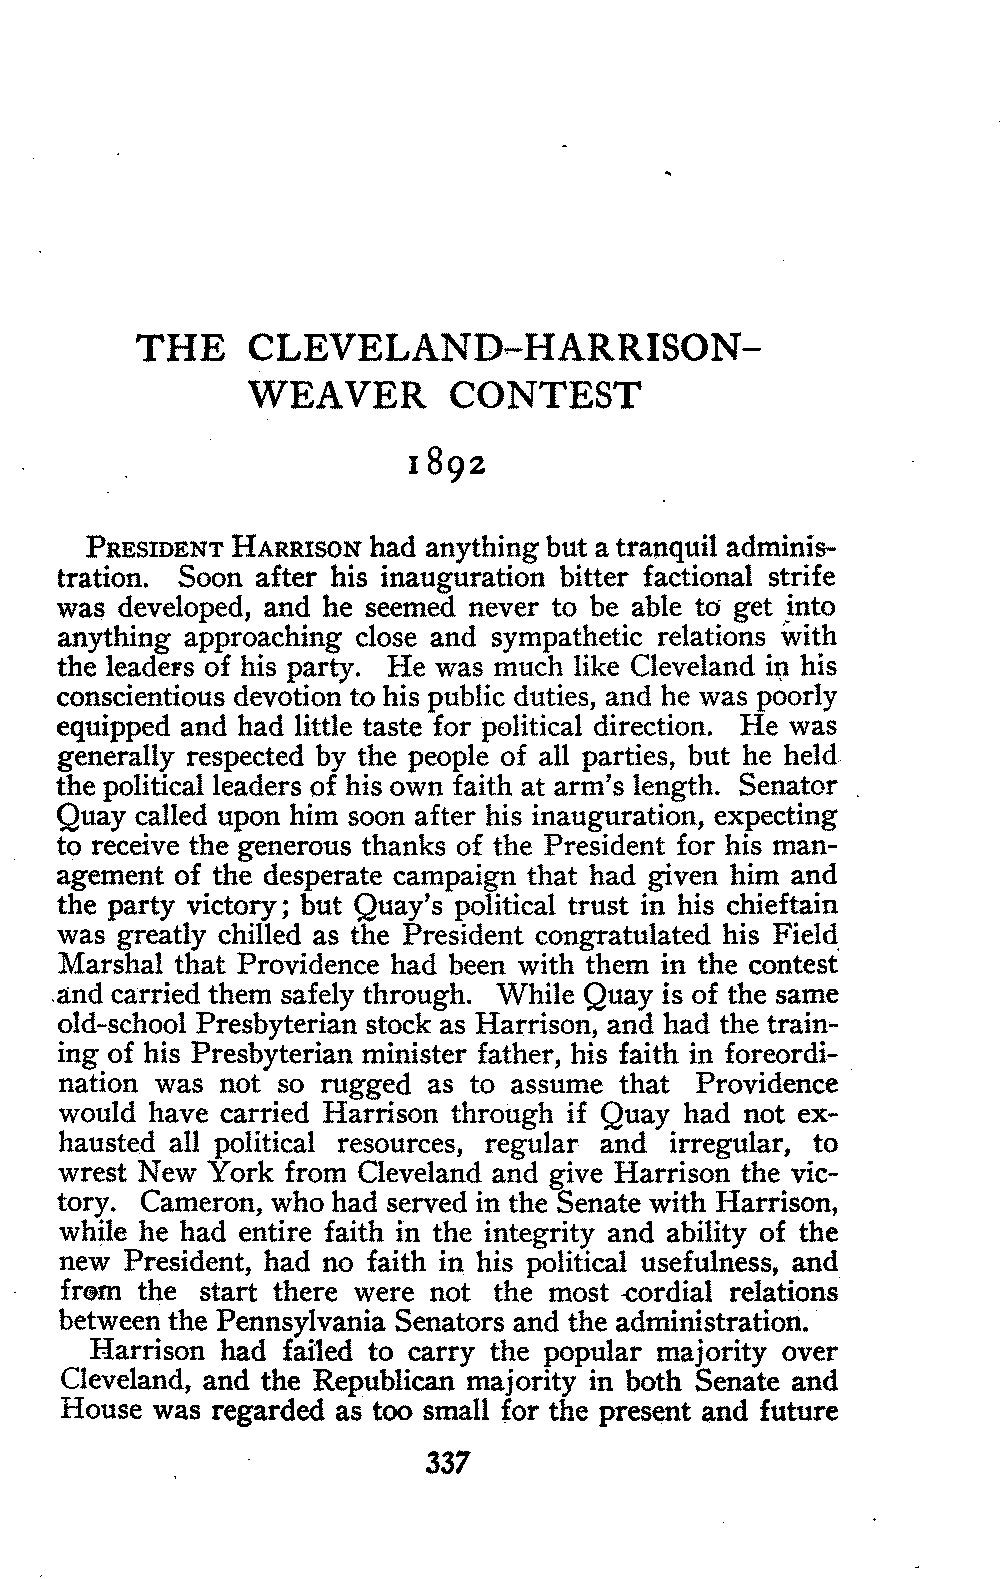 THE CLEVELAND-HARRISON-
WEAVER CONTEST
1892
PRESIDENT HARRISON had anything but a tranquil adminis-
tration. Soon after his inauguration bitter factional strife
was developed, and he seemed never to be able to get into
anything approaching close and sympathetic relations with
the leaders of his party. He was much like Cleveland in his
conscientious devotion to his public duties, and he was poorly
equipped and had little taste for political direction. He was
generally respected by the people of all parties, but he held
the political leaders of his own faith at arm's length. Senator
Quay called upon him soon after his inauguration, expecting
to receive the generous thanks of the President for his man-
agement of the desperate campaign that had given him and
the party victory; but Quay's political trust in his chieftain
was greatly chilled as the President congratulated his Field
Marshal that Providence had been with them in the contest
and carried them safely through. While Quay is of the same
old-school Presbyterian stock as Harrison, and had the train-
ing of his Presbyterian minister father, his faith in foreordi-
nation was not so rugged as to assume that Providence
would have carried Harrison through if Quay had not ex-
hausted all political resources, regular and irregular, to
wrest New York from Cleveland and give Harrison the vic-
tory. Cameron, who had served in the Senate with Harrison,
while he had entire faith in the integrity and ability of the
new President, had no faith in his political usefulness, and
from the start there were not the most cordial relations
between the Pennsylvania Senators and the administration.
Harrison had failed to carry the popular majority over
Cleveland, and the Republican majority in both Senate and
House was regarded as too small for the present and future
337